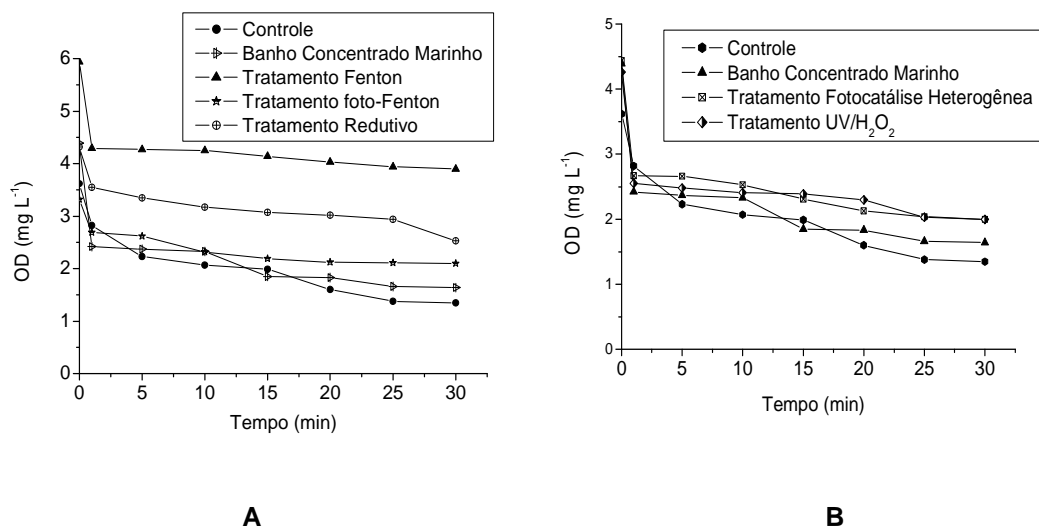 Controle
Banho Concentrado Marinho
Tratamento Fenton
Tratamento foto-Fenton
Tratamento Redutivo
6
5
4
3
2
1
0
OD (mg L⁻¹)
0 5 10 15 20 25 30
Tempo (min)
A
Controle
Banho Concentrado Marinho
Tratamento Fotocatálise Heterogênea
Tratamento UV/H₂O₂
5
4
3
2
1
0
OD (mg L⁻¹)
0 5 10 15 20 25 30
Tempo (min)
B